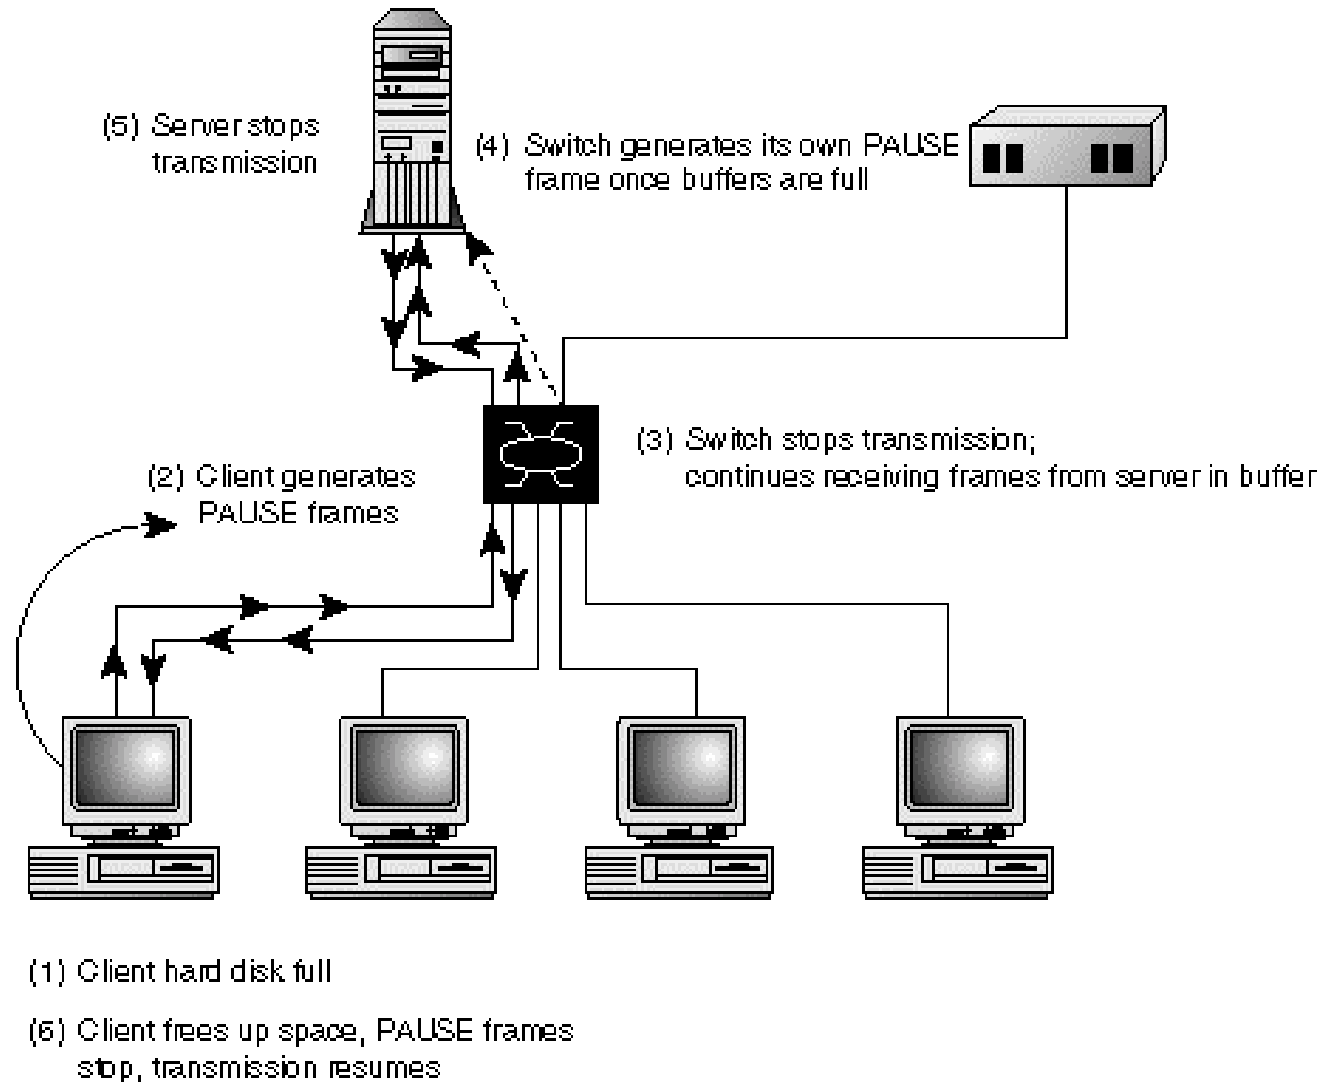 (5) Server stops
transmission
(4) Switch generates its own PAUSE
frame once buffers are full
(3) Switch stops transmission;
continues receiving frames from server in buffer
(2) Client generates
PAUSE frames
(1) Client hard disk full
(6) Client frees up space, PAUSE frames
stop, transmission resumes